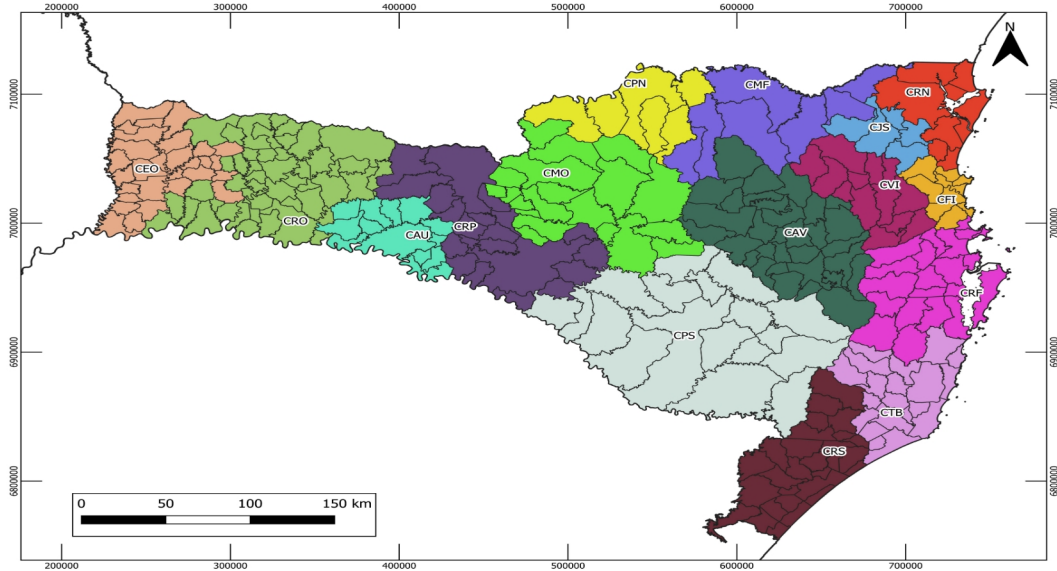 200000 300000 400000 500000 600000 700000
N
7100000 7100000
7000000 7000000
6900000 6900000
6800000 6800000
CPN
CMF
CRN
CJS
CEO
CMO
CVI
CFI
CRO
CAU
CRP
CAV
CRF
CPS
CTB
CRS
0 50 100 150 km
200000 300000 400000 500000 600000 700000